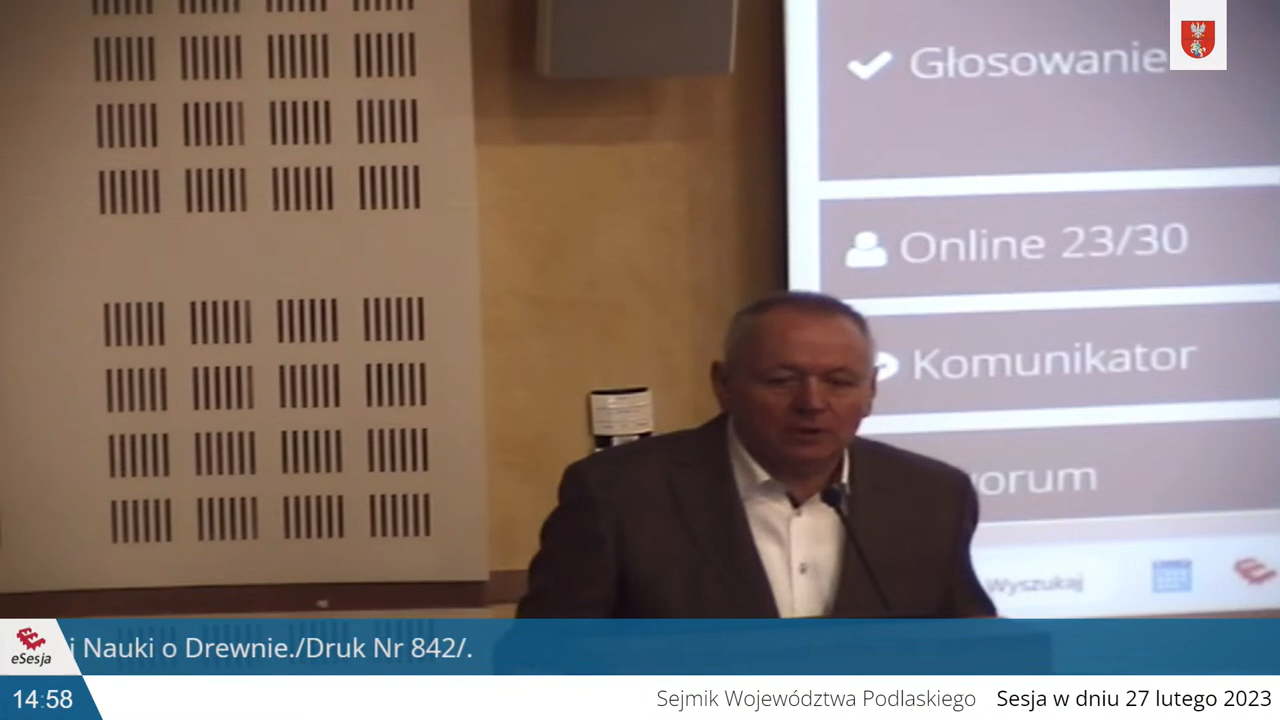 Głosowanie
Online 23/30
Komunikator
orum
Wyszukaj
eSesja
i Nauki o Drewnie./Druk Nr 842/.
14:58
Sejmik Województwa Podlaskiego Sesja w dniu 27 lutego 2023